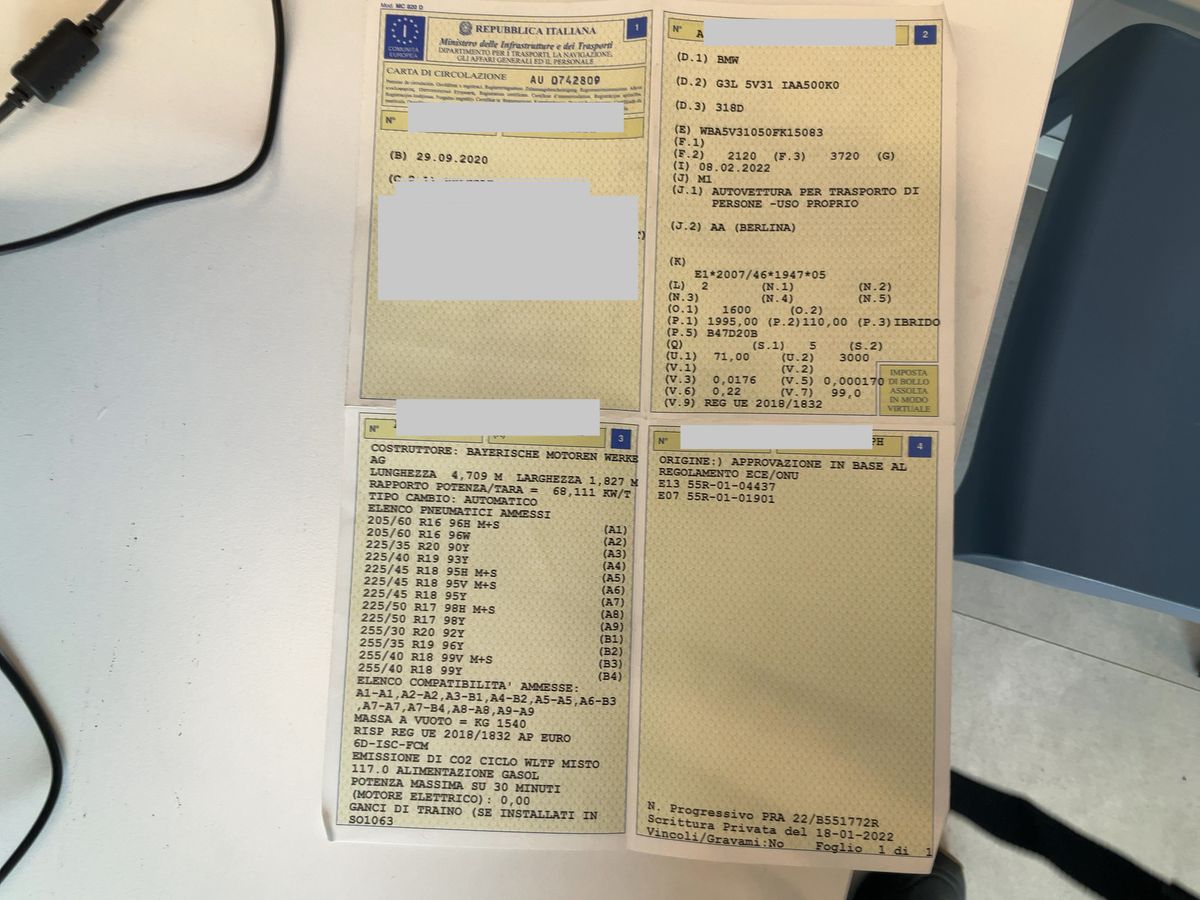 Mod. MC 820 D
I
COMUNITÀ
EUROPEA
REPUBBLICA ITALIANA
1
Ministero delle Infrastrutture e dei Trasporti
DIPARTIMENTO PER I TRASPORTI, LA NAVIGAZIONE,
GLI AFFARI GENERALI ED IL PERSONALE
CARTA DI CIRCOLAZIONE AU 0742809
N°
(B) 29.09.2020
N° A 2
(D.1) BMW
(D.2) G3L 5V31 IAA500K0
(D.3) 318D
(E) WBA5V31050FK15083
(F.1)
(F.2) 2120 (F.3) 3720 (G)
(I) 08.02.2022
(J) M1
(J.1) AUTOVETTURA PER TRASPORTO DI
PERSONE -USO PROPRIO
(J.2) AA (BERLINA)
(K)
E1*2007/46*1947*05
(L) 2 (N.1) (N.2)
(N.3) (N.4) (N.5)
(O.1) 1600 (O.2)
(P.1) 1995,00 (P.2)110,00 (P.3)IBRIDO
(P.5) B47D20B
(Q) (S.1) 5 (S.2)
(U.1) 71,00 (U.2) 3000
(V.1) (V.2)
(V.3) 0,0176 (V.5) 0,000170
(V.6) 0,22 (V.7) 99,0
(V.9) REG UE 2018/1832
IMPOSTA
DI BOLLO
ASSOLTA
IN MODO
VIRTUALE
N° 3
COSTRUTTORE: BAYERISCHE MOTOREN WERKE
AG
LUNGHEZZA 4,709 M LARGHEZZA 1,827 M
RAPPORTO POTENZA/TARA = 68,111 KW/T
TIPO CAMBIO: AUTOMATICO
ELENCO PNEUMATICI AMMESSI
205/60 R16 96H M+S (A1)
205/60 R16 96W (A2)
225/35 R20 90Y (A3)
225/40 R19 93Y (A4)
225/45 R18 95H M+S (A5)
225/45 R18 95V M+S (A6)
225/45 R18 95Y (A7)
225/50 R17 98H M+S (A8)
225/50 R17 98Y (A9)
255/30 R20 92Y (B1)
255/35 R19 96Y (B2)
255/40 R18 99V M+S (B3)
255/40 R18 99Y (B4)
ELENCO COMPATIBILITA' AMMESSE:
A1-A1,A2-A2,A3-B1,A4-B2,A5-A5,A6-B3
,A7-A7,A7-B4,A8-A8,A9-A9
MASSA A VUOTO = KG 1540
RISP REG UE 2018/1832 AP EURO
6D-ISC-FCM
EMISSIONE DI CO2 CICLO WLTP MISTO
117.0 ALIMENTAZIONE GASOL
POTENZA MASSIMA SU 30 MINUTI
(MOTORE ELETTRICO): 0,00
GANCI DI TRAINO (SE INSTALLATI IN
SO1063
N° PH 4
ORIGINE:) APPROVAZIONE IN BASE AL
REGOLAMENTO ECE/ONU
E13 55R-01-04437
E07 55R-01-01901
N. Progressivo PRA 22/B551772R
Scrittura Privata del 18-01-2022
Vincoli/Gravami:No Foglio 1 di 1